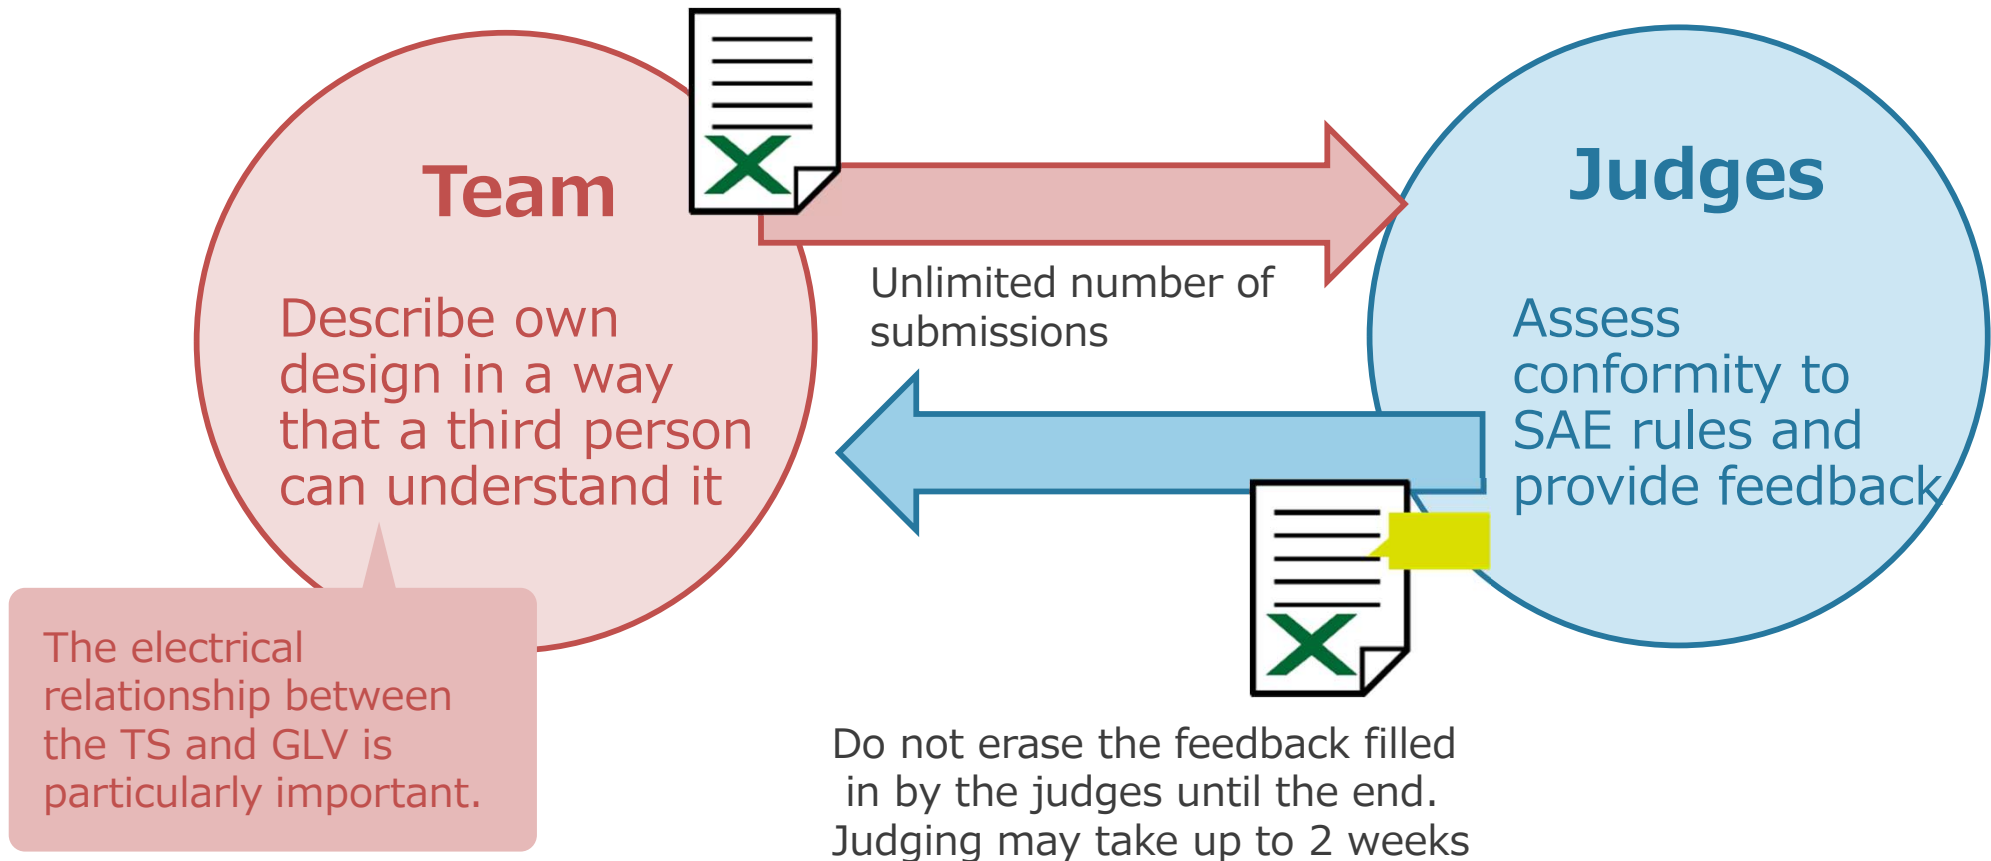 Team
Describe own
design in a way
that a third person
can understand it
The electrical
relationship between
the TS and GLV is
particularly important.
Unlimited number of
submissions
Judges
Assess
conformity to
SAE rules and
provide feedback
Do not erase the feedback filled
in by the judges until the end.
Judging may take up to 2 weeks